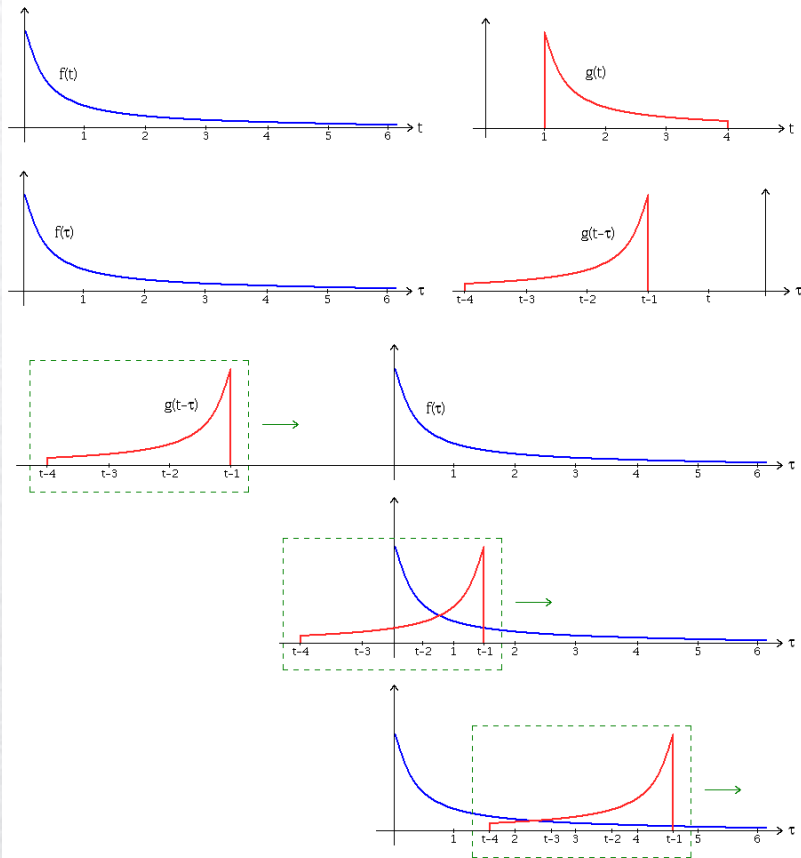 f(t)
g(t)
1 2 3 4 5 6 t
1 2 3 4 t
f(τ)
g(t-τ)
1 2 3 4 5 6 τ
t-4 t-3 t-2 t-1 t τ
g(t-τ)
f(τ)
t-4 t-3 t-2 t-1
1 2 3 4 5 6 τ
t-4 t-3 t-2 1 t-1 2 3 4 5 6 τ
1 t-4 2 t-3 3 t-2 4 t-1 5 6 τ